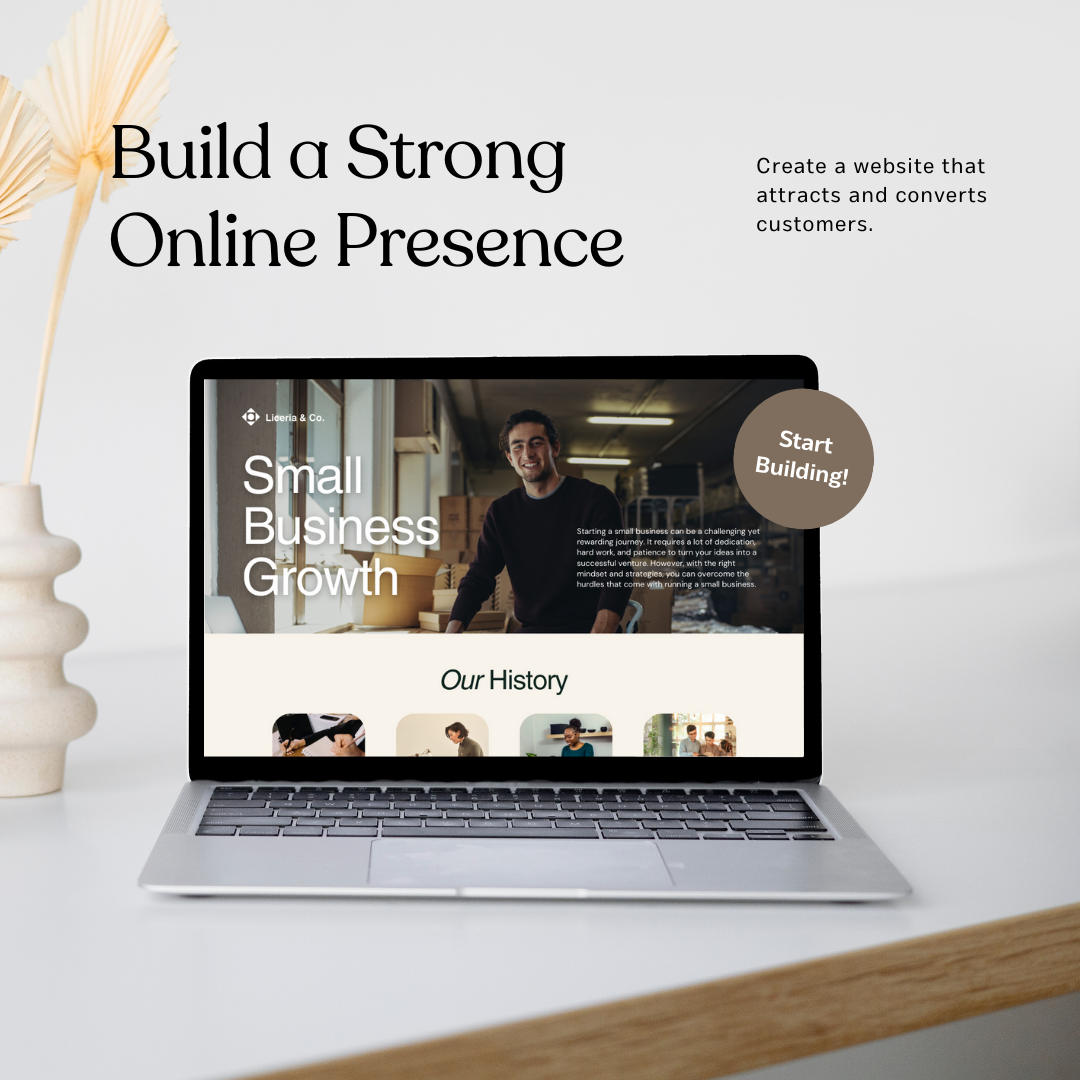 Build a Strong
Online Presence
Create a website that
attracts and converts
customers.
Liceria & Co.
Start
Building!
Small
Business
Growth
Starting a small business can be a challenging yet
rewarding journey. It requires a lot of dedication,
hard work, and patience to turn your ideas into a
successful venture. However, with the right
mindset and strategies, you can overcome the
hurdles that come with running a small business.
Our History